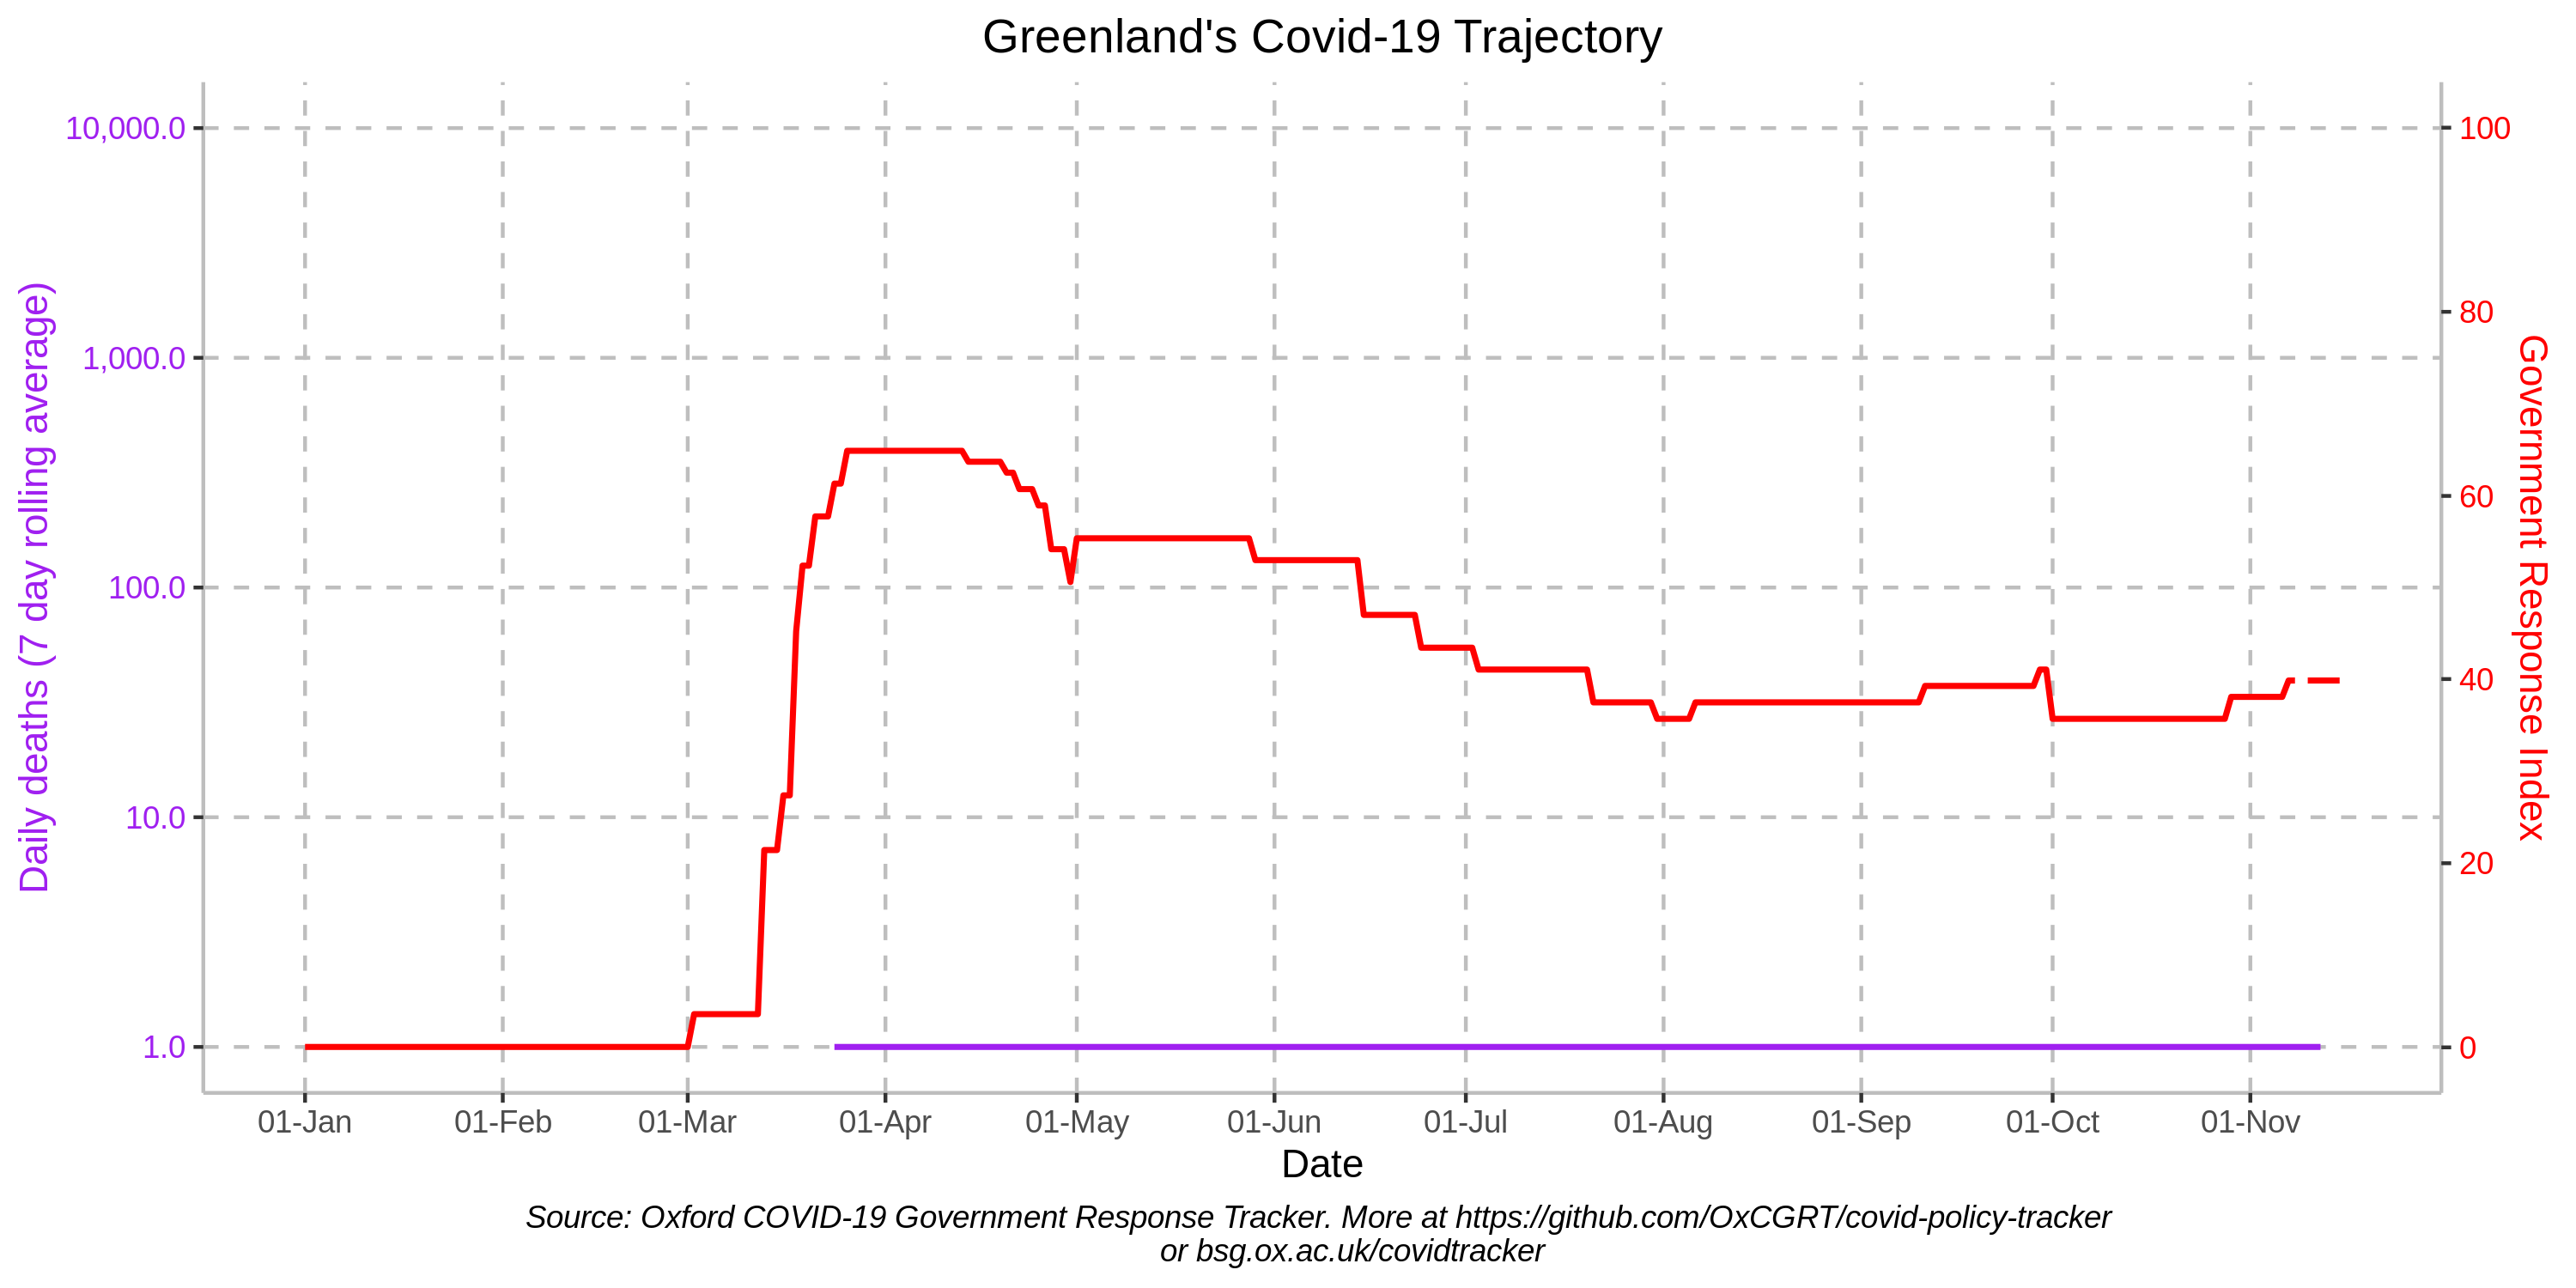 Greenland's Covid-19 Trajectory
10,000.0
1,000.0
100.0
10.0
1.0
Daily deaths (7 day rolling average)
100
80
60
40
20
0
Government Response Index
01-Jan 01-Feb 01-Mar 01-Apr 01-May 01-Jun 01-Jul 01-Aug 01-Sep 01-Oct 01-Nov
Date
Source: Oxford COVID-19 Government Response Tracker. More at https://github.com/OxCGRT/covid-policy-tracker
or bsg.ox.ac.uk/covidtracker